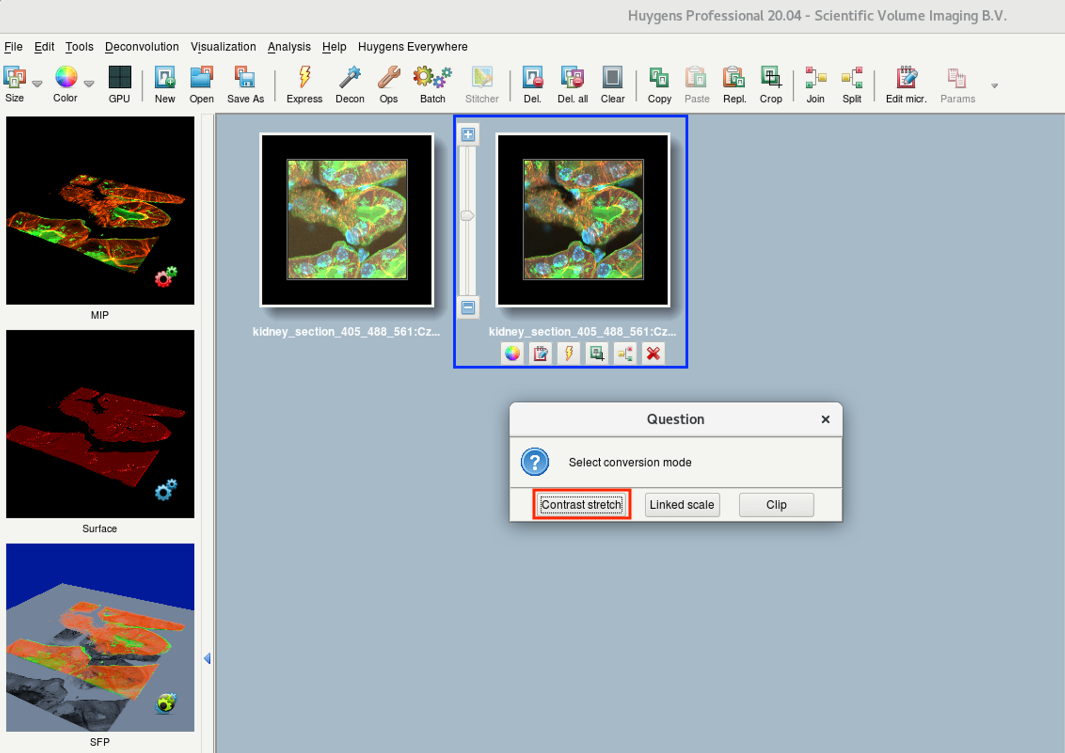 Huygens Professional 20.04 - Scientific Volume Imaging B.V.
File Edit Tools Deconvolution Visualization Analysis Help Huygens Everywhere
Size Color GPU New Open Save As Express Decon Ops Batch Stitcher Del. Del. all Clear Copy Paste Repl. Crop Join Split Edit micr. Params
MIP
Surface
SFP
kidney_section_405_488_561:Cz...
kidney_section_405_488_561:Cz...
Question
Select conversion mode
Contrast stretch Linked scale Clip